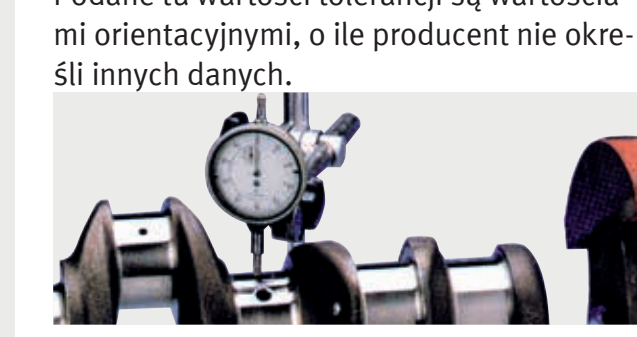 Podane tu wartości tolerancji są wartościa-
mi orientacyjnymi, o ile producent nie okre-
śli innych danych.